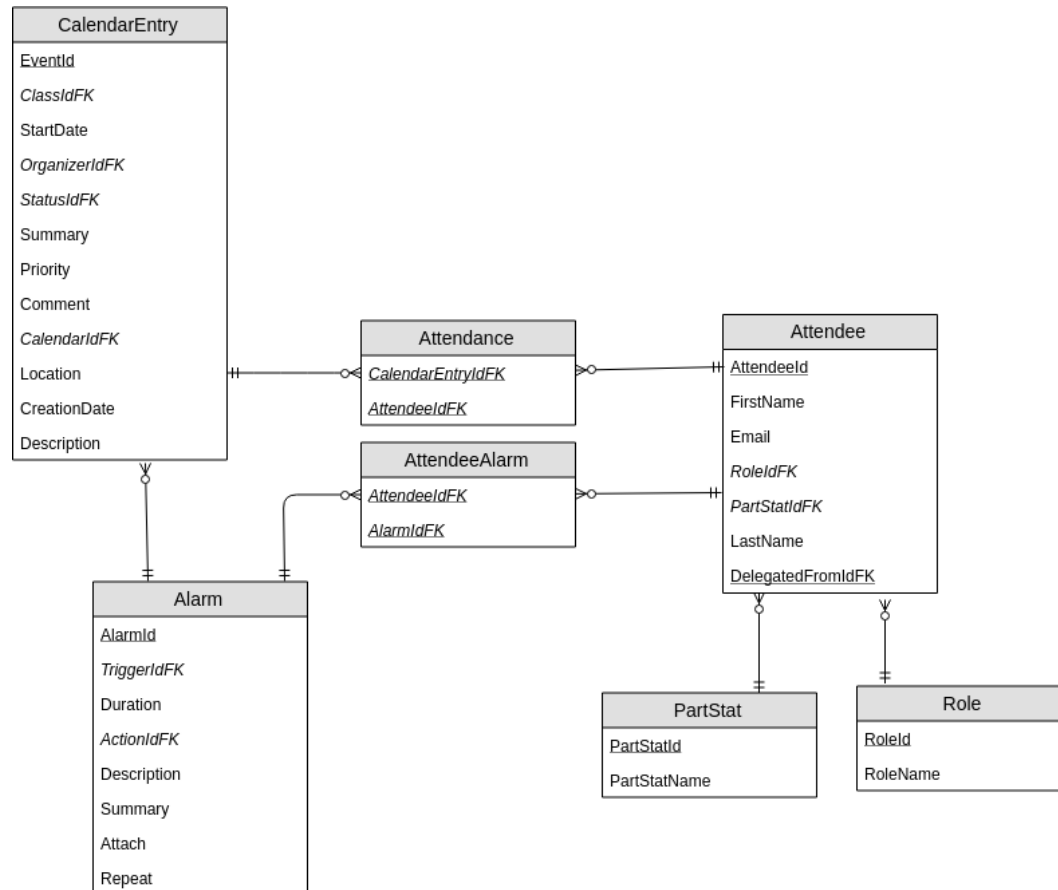 CalendarEntry
EventId
ClassIdFK
StartDate
OrganizerIdFK
StatusIdFK
Summary
Priority
Comment
CalendarIdFK
Location
CreationDate
Description
Attendance
CalendarEntryIdFK
AttendeeIdFK
AttendeeAlarm
AttendeeIdFK
AlarmIdFK
Attendee
AttendeeId
FirstName
Email
RoleIdFK
PartStatIdFK
LastName
DelegatedFromIdFK
Alarm
AlarmId
TriggerIdFK
Duration
ActionIdFK
Description
Summary
Attach
Repeat
PartStat
PartStatId
PartStatName
Role
RoleId
RoleName